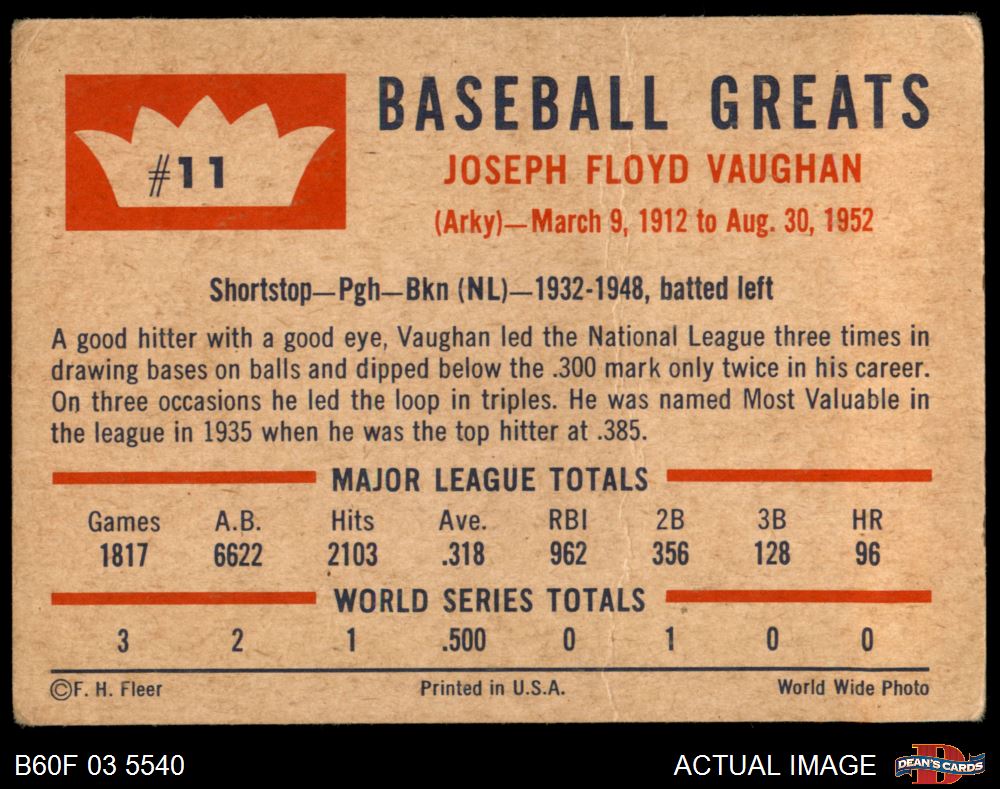 #11
BASEBALL GREATS
JOSEPH FLOYD VAUGHAN
(Arky)—March 9, 1912 to Aug. 30, 1952
Shortstop—Pgh—Bkn (NL)—1932-1948, batted left
A good hitter with a good eye, Vaughan led the National League three times in
drawing bases on balls and dipped below the .300 mark only twice in his career.
On three occasions he led the loop in triples. He was named Most Valuable in
the league in 1935 when he was the top hitter at .385.
MAJOR LEAGUE TOTALS
Games A.B. Hits Ave. RBI 2B 3B HR
1817 6622 2103 .318 962 356 128 96
WORLD SERIES TOTALS
3 2 1 .500 0 1 0 0
©F. H. Fleer Printed in U.S.A. World Wide Photo
B60F 03 5540 ACTUAL IMAGE DEAN'S CARDS